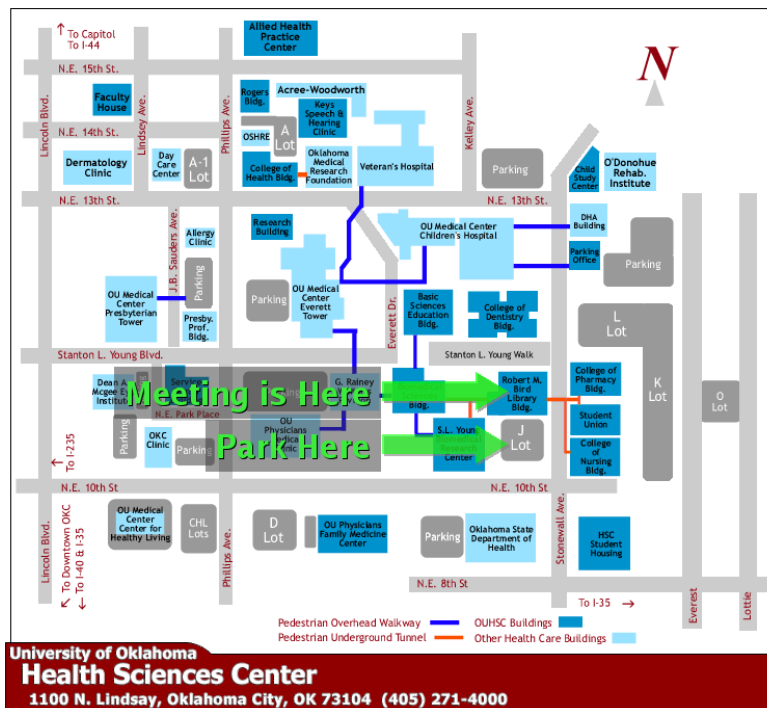 To Capitol
To I-44
Allied Health
Practice
Center
N.E. 15th St.
Lincoln Blvd.
Lindsey Ave.
Phillips Ave.
Kelley Ave.
N
Faculty
House
Rogers
Bldg.
Acree-Woodworth
Keys
Speech &
Hearing
Clinic
A
Lot
OSHRE
N.E. 14th St.
Dermatology
Clinic
Day
Care
Center
A-1
Lot
College of
Health Bldg.
Oklahoma
Medical
Research
Foundation
Veteran's Hospital
Parking
Child
Study
Center
O'Donohue
Rehab.
Institute
N.E. 13th St.
N.E. 13th St.
J.B. Sauders Ave.
Allergy
Clinic
Research
Building
OU Medical Center
Children's Hospital
DHA
Building
Parking
Office
Parking
OU Medical
Center
Presbyterian
Tower
Parking
Presby.
Prof.
Bldg.
Parking
OU Medical
Center
Everett
Tower
Everett Dr.
Basic
Sciences
Education
Bldg.
College of
Dentistry Bldg.
L
Lot
K
Lot
O
Lot
Stanton L. Young Blvd.
Stanton L. Young Walk
Dean A.
Mcgee
Institute
Meeting is Here
G. Rainey
Bldg.
Robert M.
Bird
Library
Bldg.
College of
Pharmacy Bldg.
N.E. Park Place
Student
Union
Parking
OKC
Clinic
Parking
OU
Physicians
Park Here
S.L. Young
Research
Center
J
Lot
College
of
Nursing Bldg.
To I-235
N.E. 10th St.
N.E. 10th St
OU Medical
Center
Center for
Healthy Living
CHL
Lots
D
Lot
OU Physicians
Family Medicine
Center
Parking
Oklahoma State
Department of
Health
Stonewall Ave.
HSC
Student
Housing
Lincoln Blvd.
To Downtown OKC
To I-40 & I-35
Phillips Ave.
N.E. 8th St
To I-35
Everest
Lottie
Pedestrian Overhead Walkway
OUHSC Buildings
Pedestrian Underground Tunnel
Other Health Care Buildings
University of Oklahoma
Health Sciences Center
1100 N. Lindsay, Oklahoma City, OK 73104 (405) 271-4000